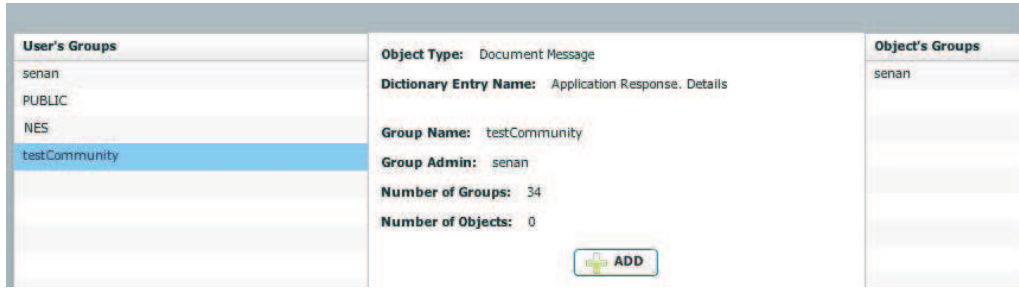 User's Groups
senan
PUBLIC
NES
testCommunity
Object Type: Document Message
Dictionary Entry Name: Application Response. Details
Group Name: testCommunity
Group Admin: senan
Number of Groups: 34
Number of Objects: 0
ADD
Object's Groups
senan